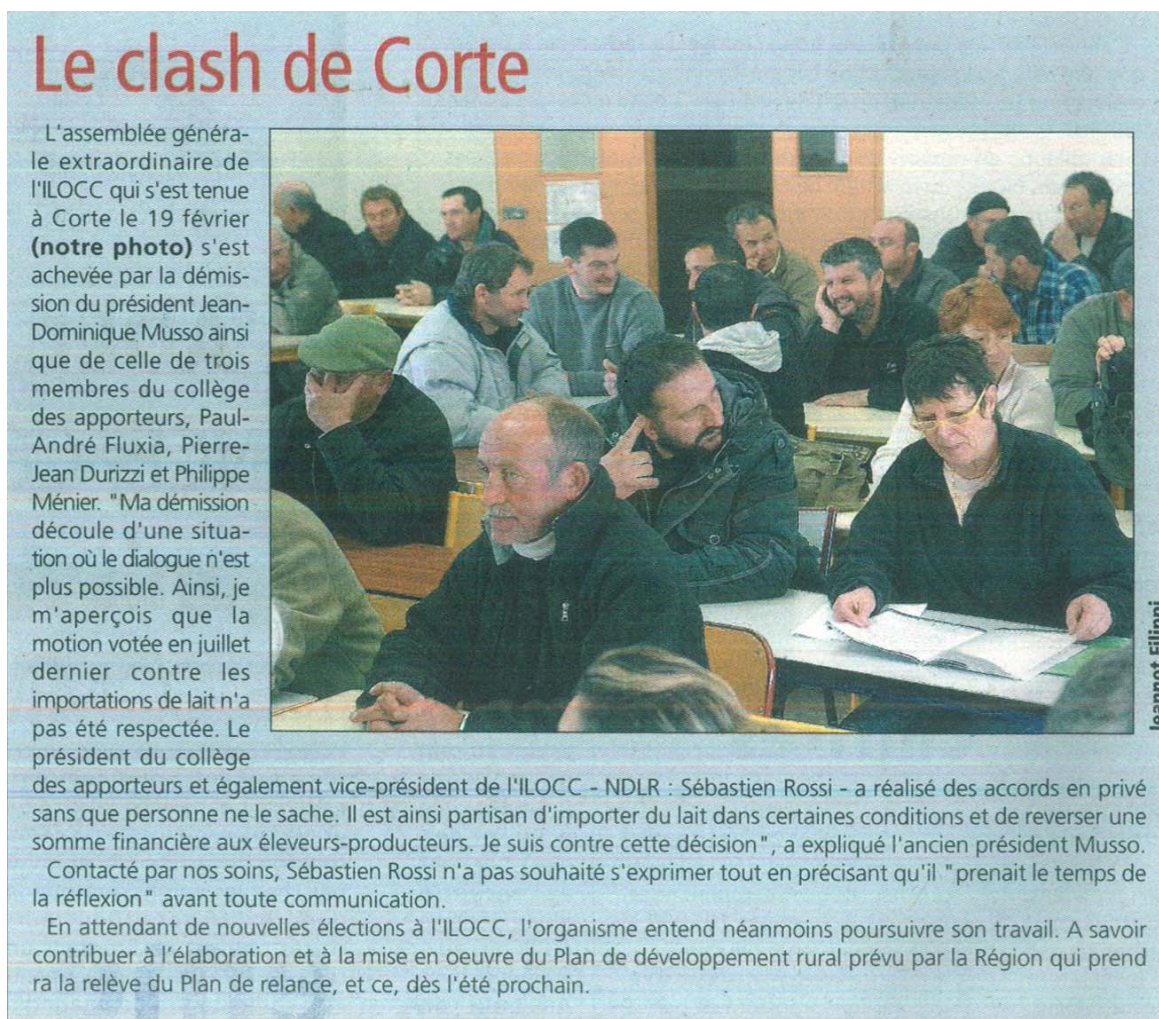 Le clash de Corte
L'assemblée généra-
le extraordinaire de
l'ILOCC qui s'est tenue
à Corte le 19 février
(notre photo) s'est
achevée par la démis-
sion du président Jean-
Dominique Musso ainsi
que de celle de trois
membres du collège
des apporteurs, Paul-
André Fluxia, Pierre-
Jean Durizzi et Philippe
Ménier. "Ma démission
découle d'une situa-
tion où le dialogue n'est
plus possible. Ainsi, je
m'aperçois que la
motion votée en juillet
dernier contre les
importations de lait n'a
pas été respectée. Le
président du collège
des apporteurs et également vice-président de l'ILOCC - NDLR : Sébastien Rossi - a réalisé des accords en privé
sans que personne ne le sache. Il est ainsi partisan d'importer du lait dans certaines conditions et de reverser une
somme financière aux éleveurs-producteurs. Je suis contre cette décision", a expliqué l'ancien président Musso.
Contacté par nos soins, Sébastien Rossi n'a pas souhaité s'exprimer tout en précisant qu'il "prenait le temps de
la réflexion" avant toute communication.
En attendant de nouvelles élections à l'ILOCC, l'organisme entend néanmoins poursuivre son travail. A savoir
contribuer à l'élaboration et à la mise en oeuvre du Plan de développement rural prévu par la Région qui prend
ra la relève du Plan de relance, et ce, dès l'été prochain.
Jeannot Filippi